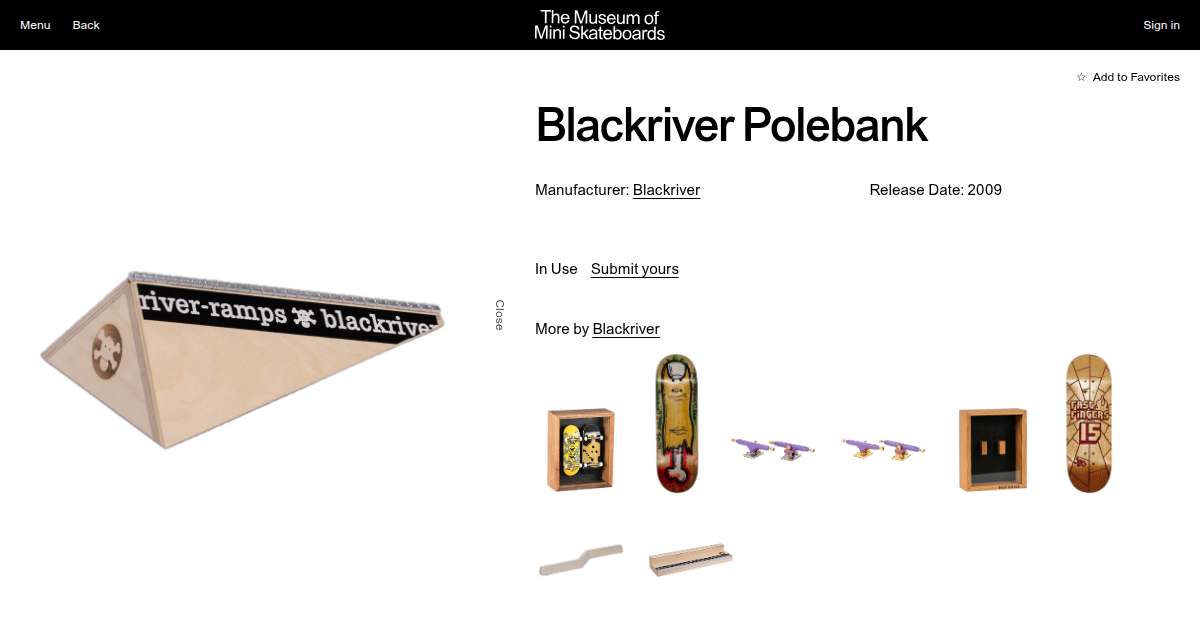 Menu
Back
The Museum of
Mini Skateboards
Sign in
☆ Add to Favorites
Blackriver Polebank
Manufacturer: Blackriver
Release Date: 2009
river-ramps blackriver
In Use Submit yours
Close
More by Blackriver
FAST
FINGERS
15